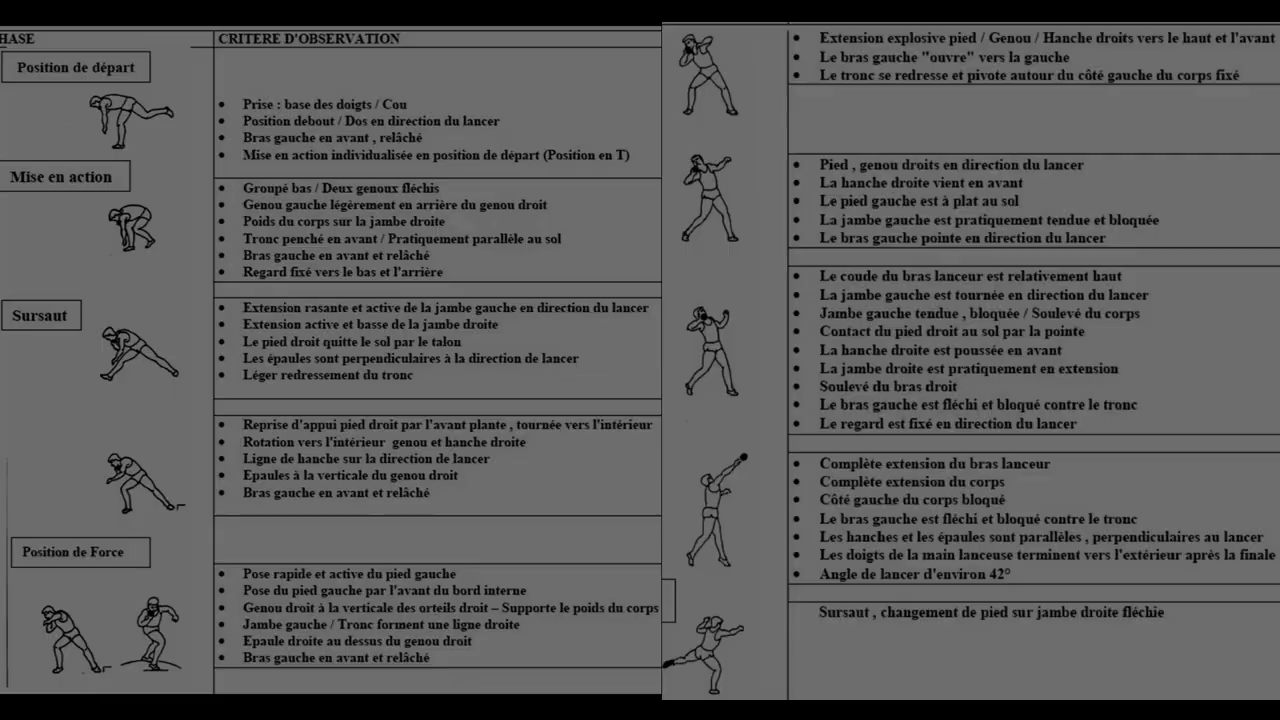 HASE
CRITERE D'OBSERVATION
Position de départ
Prise : base des doigts / Cou
Position debout / Dos en direction du lancer
Bras gauche en avant , relâché
Mise en action individualisée en position de départ (Position en T)
Mise en action
Groupé bas / Deux genoux fléchis
Genou gauche légèrement en arrière du genou droit
Poids du corps sur la jambe droite
Tronc penché en avant / Pratiquement parallèle au sol
Bras gauche en avant et relâché
Regard fixé vers le bas et l'arrière
Sursaut
Extension rasante et active de la jambe gauche en direction du lancer
Extension active et basse de la jambe droite
Le pied droit quitte le sol par le talon
Les épaules sont perpendiculaires à la direction de lancer
Léger redressement du tronc
Reprise d'appui pied droit par l'avant plante , tournée vers l'intérieur
Rotation vers l'intérieur genou et hanche droite
Ligne de hanche sur la direction de lancer
Epaules à la verticale du genou droit
Bras gauche en avant et relâché
Position de Force
Pose rapide et active du pied gauche
Pose du pied gauche par l'avant du bord interne
Genou droit à la verticale des orteils droit – Supporte le poids du corps
Jambe gauche / Tronc forment une ligne droite
Epaule droite au dessus du genou droit
Bras gauche en avant et relâché
Extension explosive pied / Genou / Hanche droits vers le haut et l'avant
Le bras gauche "ouvre" vers la gauche
Le tronc se redresse et pivote autour du côté gauche du corps fixé
Pied , genou droits en direction du lancer
La hanche droite vient en avant
Le pied gauche est à plat au sol
La jambe gauche est pratiquement tendue et bloquée
Le bras gauche pointe en direction du lancer
Le coude du bras lanceur est relativement haut
La jambe gauche est tournée en direction du lancer
Jambe gauche tendue , bloquée / Soulevé du corps
Contact du pied droit au sol par la pointe
La hanche droite est poussée en avant
La jambe droite est pratiquement en extension
Soulevé du bras droit
Le bras gauche est fléchi et bloqué contre le tronc
Le regard est fixé en direction du lancer
Complète extension du bras lanceur
Complète extension du corps
Côté gauche du corps bloqué
Le bras gauche est fléchi et bloqué contre le tronc
Les hanches et les épaules sont parallèles , perpendiculaires au lancer
Les doigts de la main lanceuse terminent vers l'extérieur après la finale
Angle de lancer d'environ 42°
Sursaut , changement de pied sur jambe droite fléchie